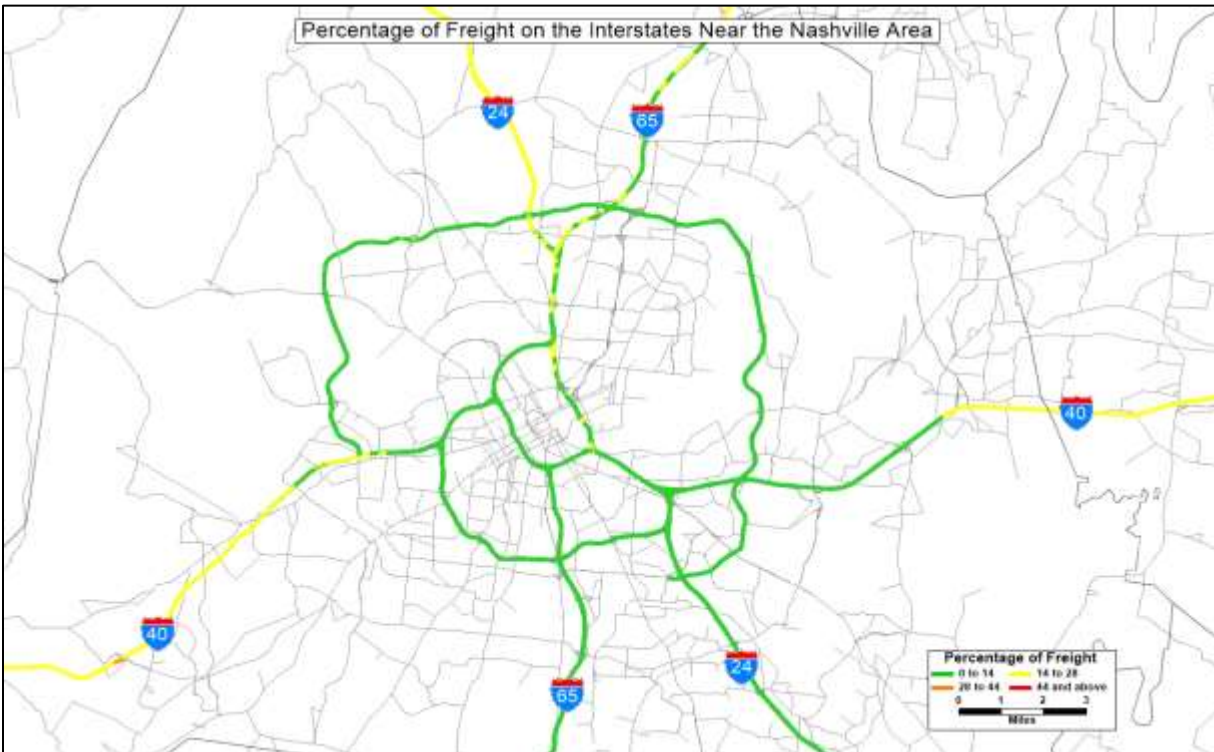 Percentage of Freight on the Interstates Near the Nashville Area
24
65
40
40
24
65
Percentage of Freight
0 to 14 14 to 28
28 to 44 44 and above
0 1 2 3
Miles